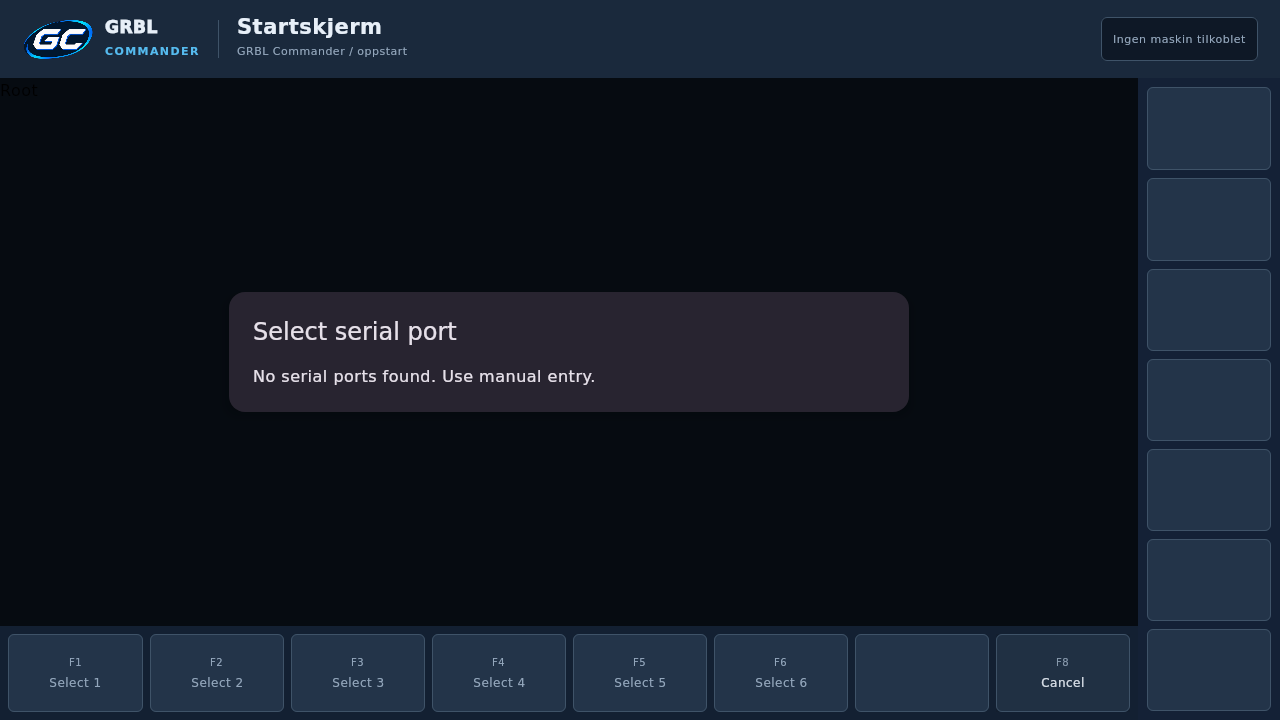 GC
GRBL
COMMANDER
Startskjerm
GRBL Commander / oppstart
Ingen maskin tilkoblet
Root
Select serial port
No serial ports found. Use manual entry.
F1
Select 1
F2
Select 2
F3
Select 3
F4
Select 4
F5
Select 5
F6
Select 6
F8
Cancel